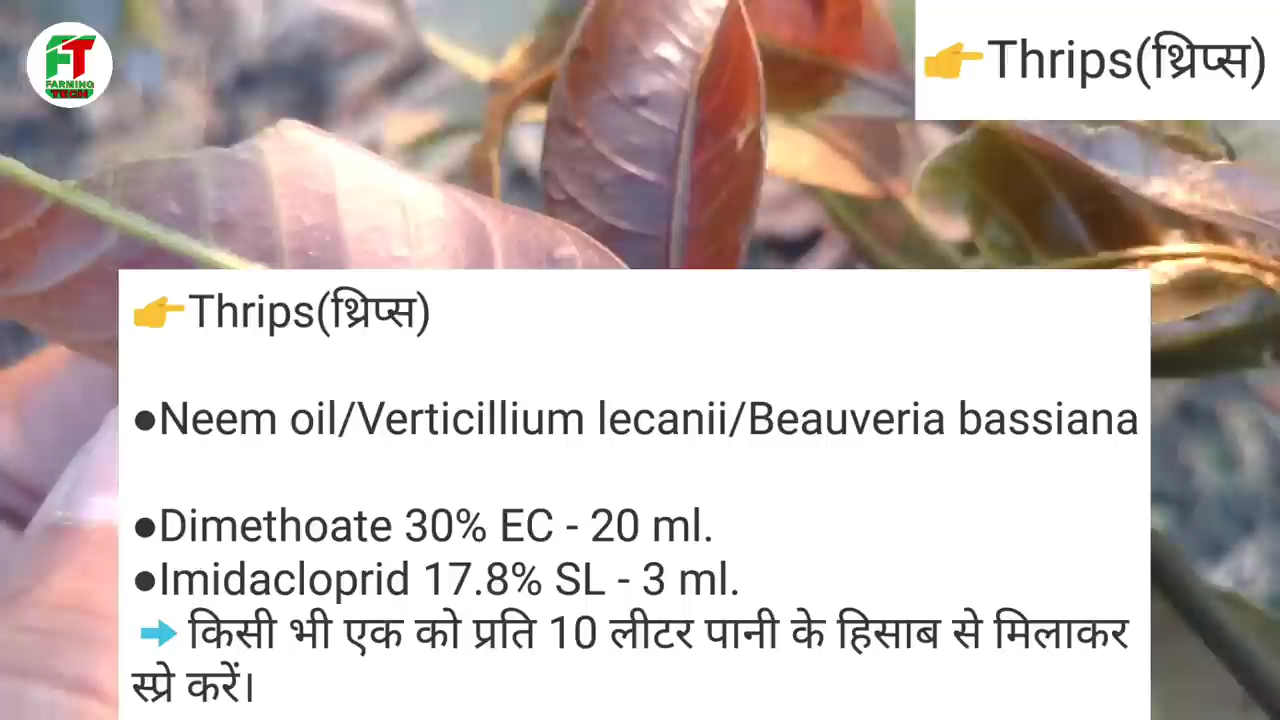 FT
FARMING
TECH
👉Thrips(थ्रिप्स)
👉Thrips(थ्रिप्स)
●Neem oil/Verticillium lecanii/Beauveria bassiana
●Dimethoate 30% EC - 20 ml.
●Imidacloprid 17.8% SL - 3 ml.
➡ किसी भी एक को प्रति 10 लीटर पानी के हिसाब से मिलाकर
स्प्रे करें।